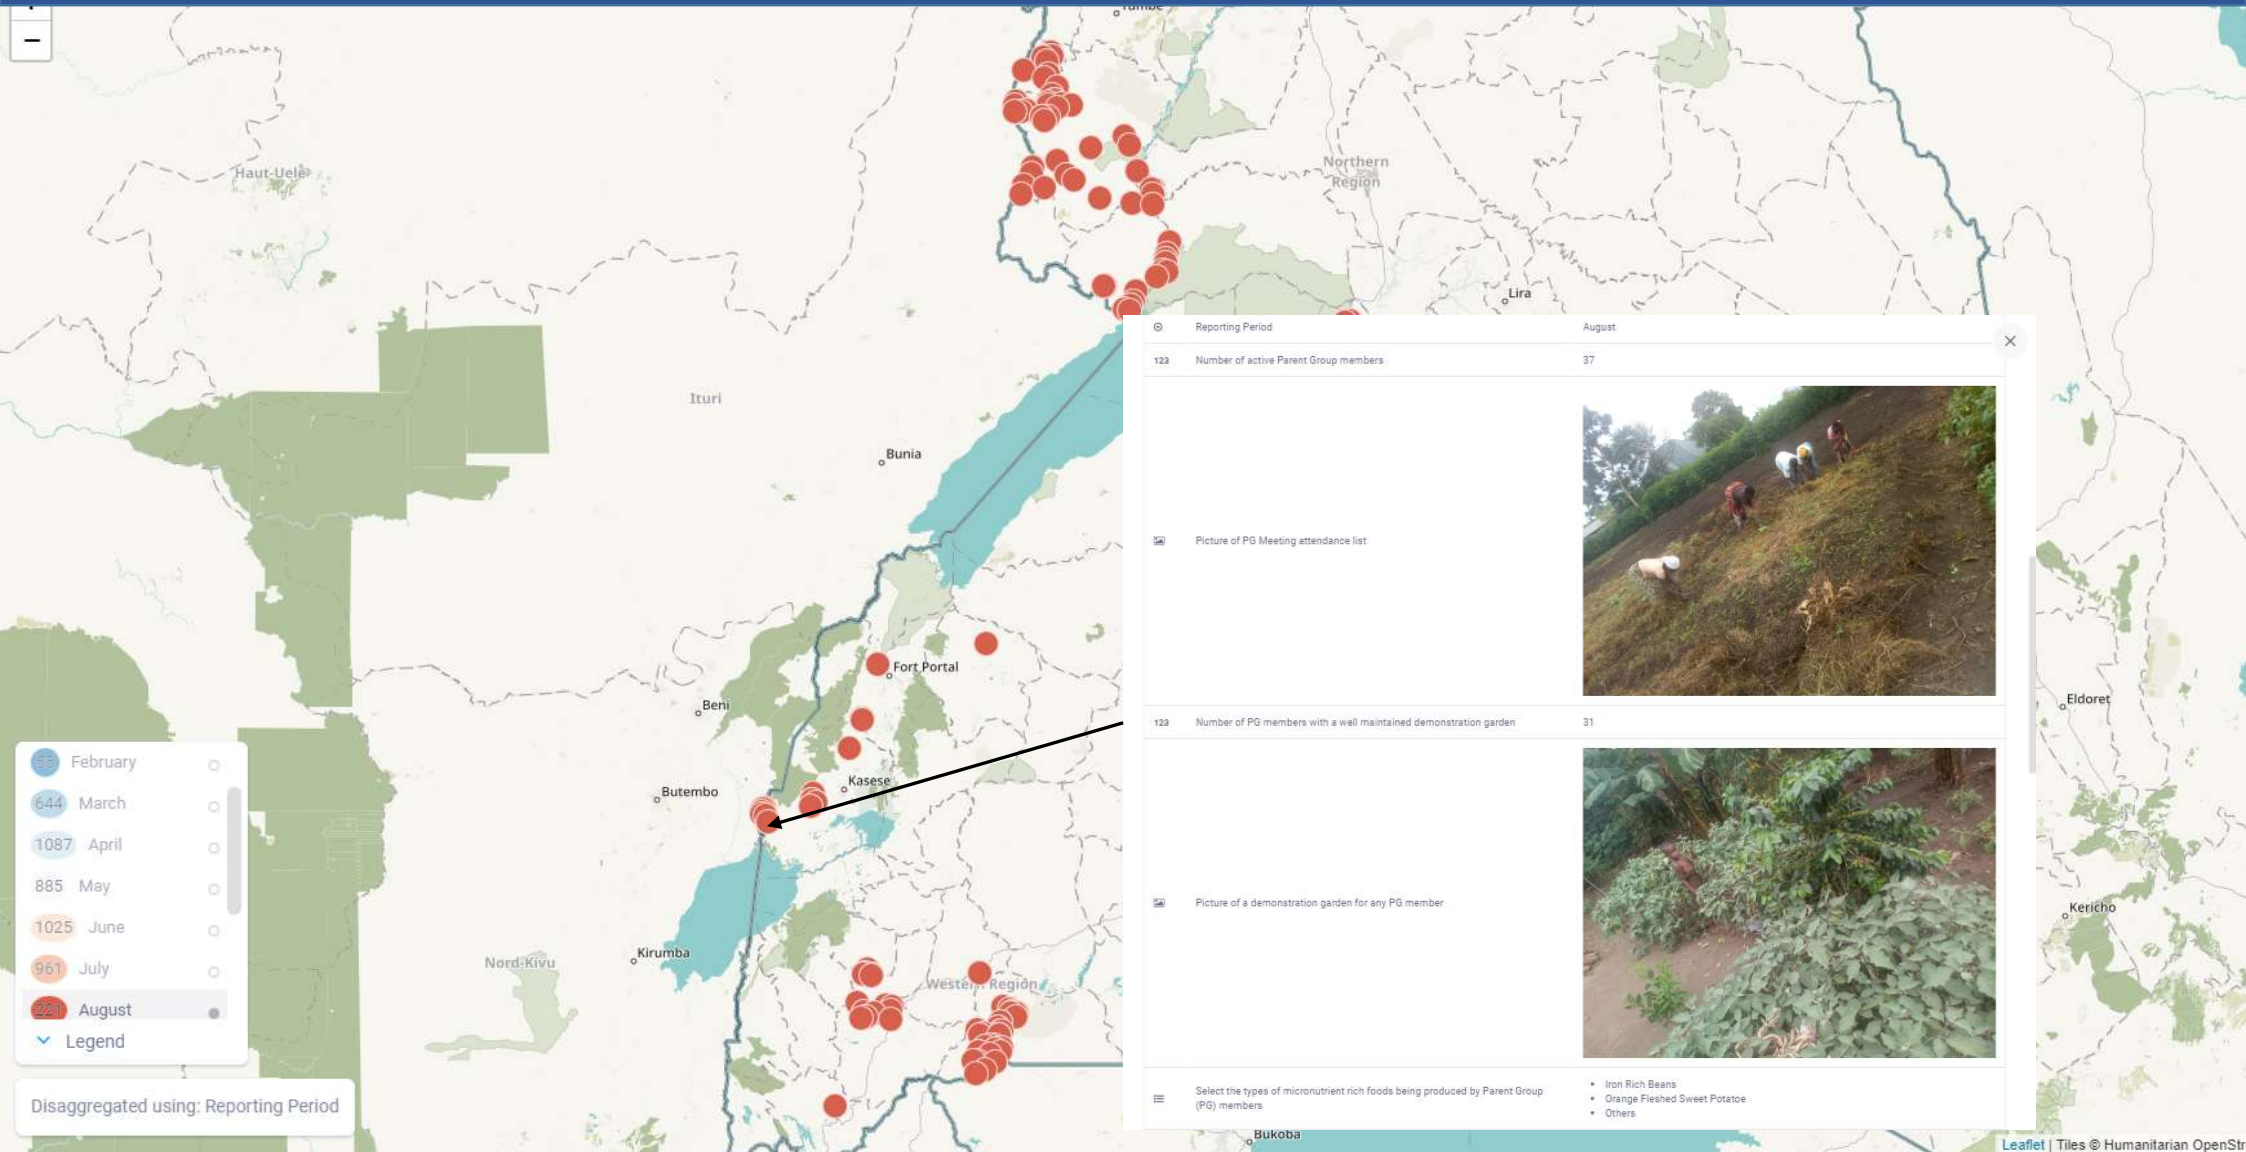 −
Haut-Uele
Northern
Region
Lira
Ituri
Bunia
Fort Portal
Beni
Kasese
Butembo
Kirumba
Nord-Kivu
Western Region
Bukoba
Eldoret
Kericho
Reporting Period August
123 Number of active Parent Group members 37
Picture of PG Meeting attendance list
123 Number of PG members with a well maintained demonstration garden 31
Picture of a demonstration garden for any PG member
Select the types of micronutrient rich foods being produced by Parent Group
(PG) members
• Iron Rich Beans
• Orange Fleshed Sweet Potatoe
• Others
February
644 March
1087 April
885 May
1025 June
961 July
221 August
Legend
Disaggregated using: Reporting Period
Leaflet | Tiles © Humanitarian OpenStr